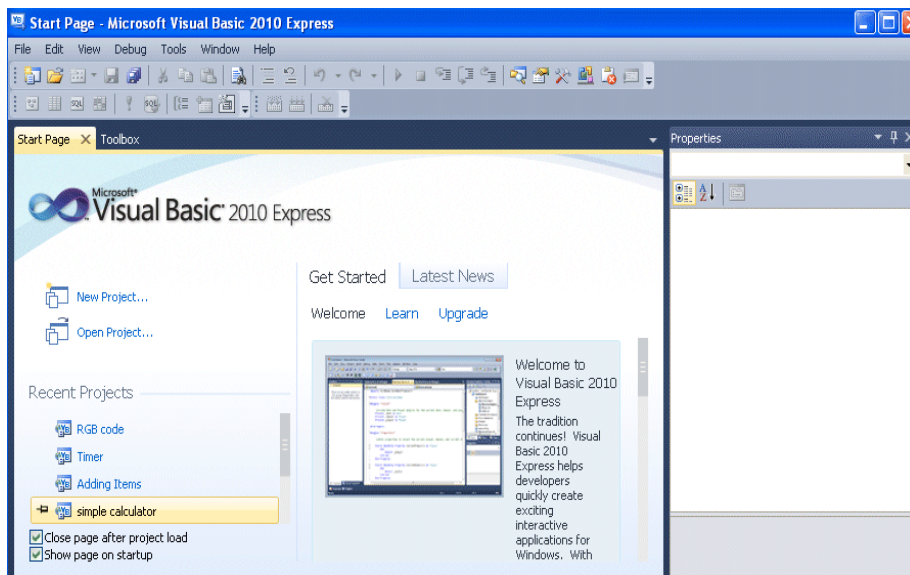 Start Page - Microsoft Visual Basic 2010 Express
File Edit View Debug Tools Window Help
Start Page Toolbox
Properties
Microsoft®
Visual Basic® 2010 Express
New Project...
Open Project...
Recent Projects
RGB code
Timer
Adding Items
simple calculator
Close page after project load
Show page on startup
Get Started Latest News
Welcome Learn Upgrade
Welcome to
Visual Basic 2010
Express
The tradition
continues! Visual
Basic 2010
Express helps
developers
quickly create
exciting
interactive
applications for
Windows. With